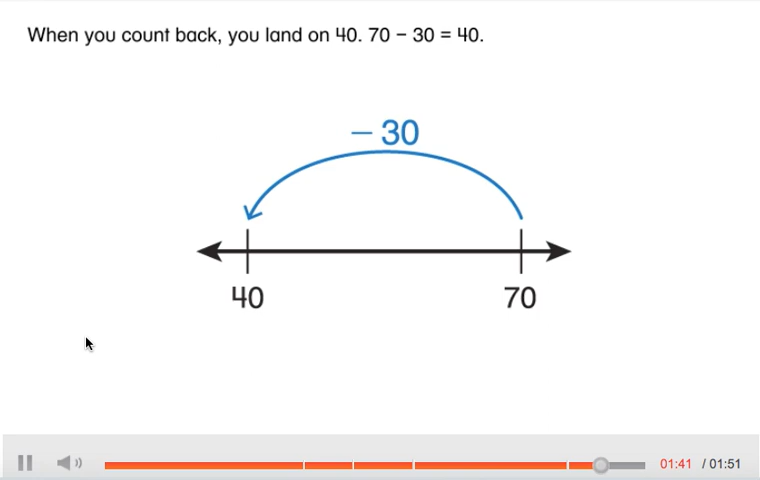 When you count back, you land on 40. 70 − 30 = 40.
− 30
40 70
01:41 / 01:51